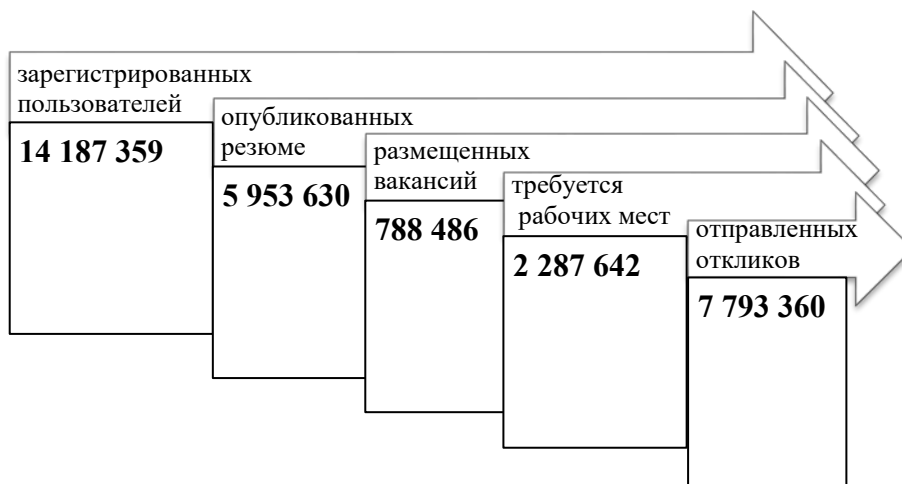 зарегистрированных
пользователей
14 187 359
опубликованных
резюме
5 953 630
размещенных
вакансий
788 486
требуется
рабочих мест
2 287 642
отправленных
откликов
7 793 360